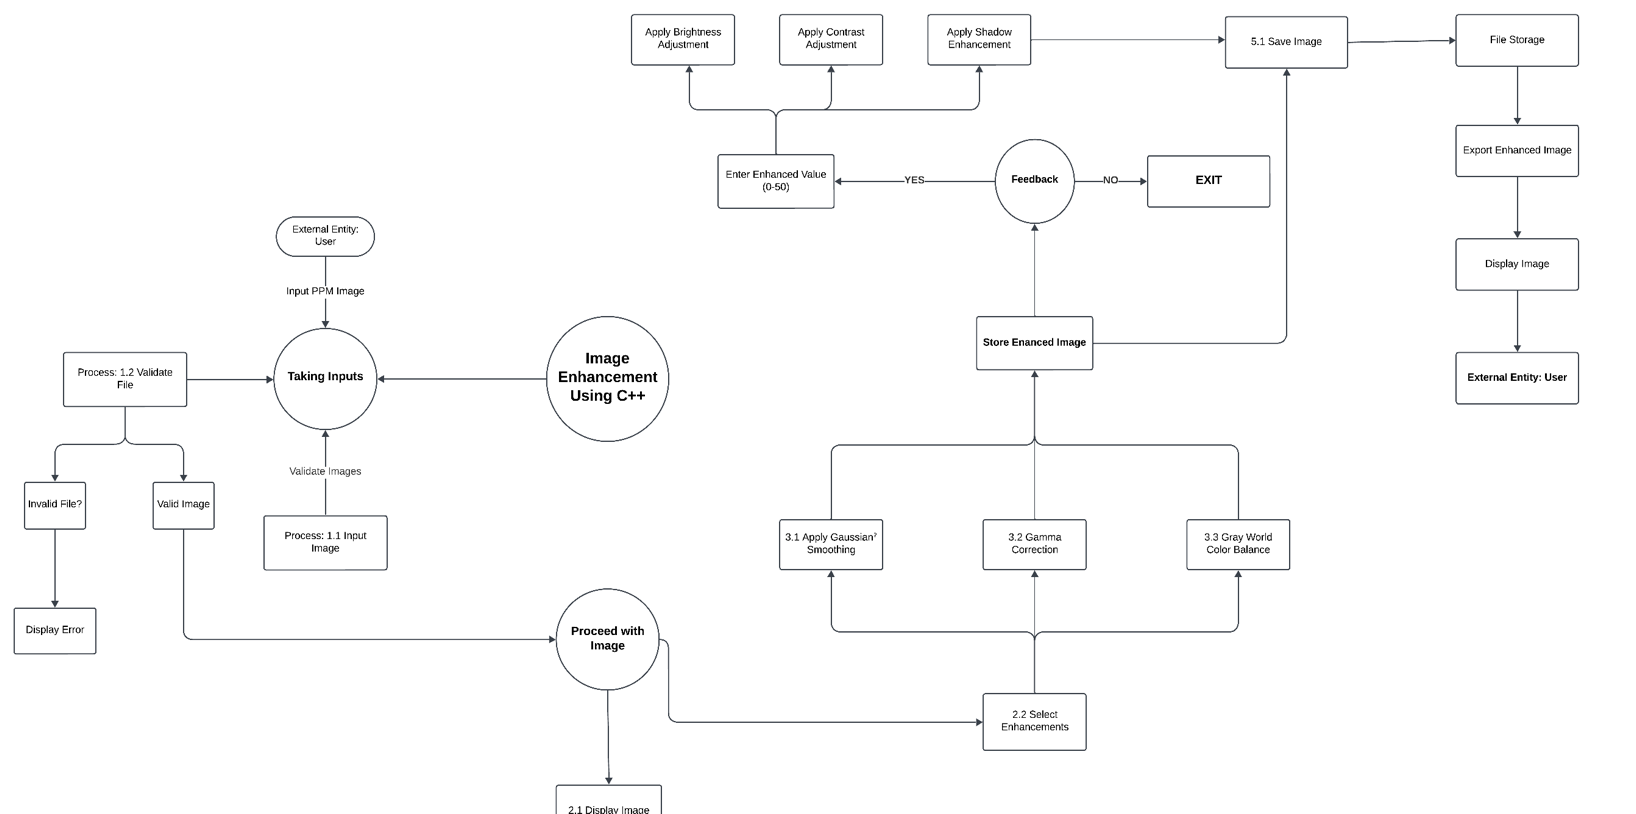 Apply Brightness
Adjustment
Apply Contrast
Adjustment
Apply Shadow
Enhancement
5.1 Save Image
File Storage
Export Enhanced Image
Enter Enhanced Value
(0-50)
YES
Feedback
NO
EXIT
External Entity:
User
Input PPM Image
Display Image
Process: 1.2 Validate
File
Taking Inputs
Image
Enhancement
Using C++
Store Enanced Image
External Entity: User
Validate Images
Invalid File?
Valid Image
Process: 1.1 Input
Image
3.1 Apply Gaussian?
Smoothing
3.2 Gamma
Correction
3.3 Gray World
Color Balance
Display Error
Proceed with
Image
2.2 Select
Enhancements
2.1 Display Image